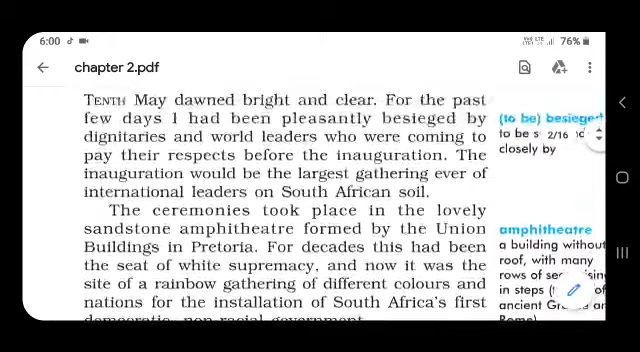 6:00
76%
chapter 2.pdf
TENTH May dawned bright and clear. For the past
few days I had been pleasantly besieged by
dignitaries and world leaders who were coming to
pay their respects before the inauguration. The
inauguration would be the largest gathering ever of
international leaders on South African soil.
The ceremonies took place in the lovely
sandstone amphitheatre formed by the Union
Buildings in Pretoria. For decades this had been
the seat of white supremacy, and now it was the
site of a rainbow gathering of different colours and
nations for the installation of South Africa's first
democratic, non-racial government.
(to be) besieged
to be s
2/16
closely by
amphitheatre
a building without
roof, with many
rows of
in steps
ancient
Rome)